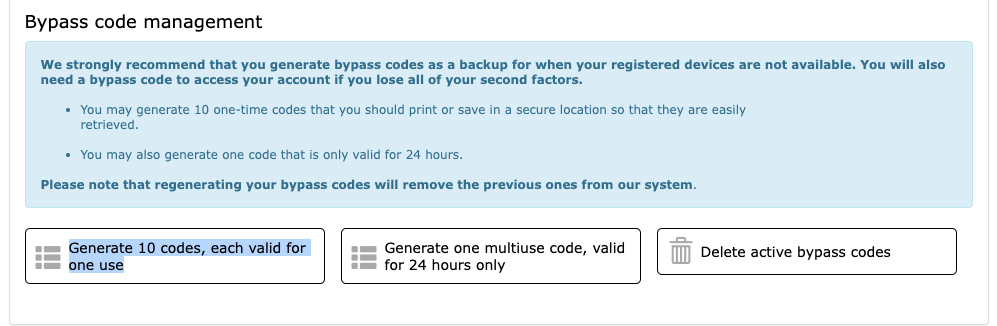 Bypass code management
We strongly recommend that you generate bypass codes as a backup for when your registered devices are not available. You will also
need a bypass code to access your account if you lose all of your second factors.
• You may generate 10 one-time codes that you should print or save in a secure location so that they are easily
retrieved.
• You may also generate one code that is only valid for 24 hours.
Please note that regenerating your bypass codes will remove the previous ones from our system.
Generate 10 codes, each valid for
one use
Generate one multiuse code, valid
for 24 hours only
Delete active bypass codes